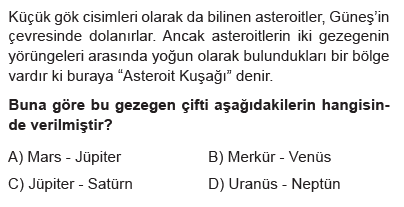 Küçük gök cisimleri olarak da bilinen asteroitler, Güneş'in
çevresinde dolanırlar. Ancak asteroitlerin iki gezegenin
yörüngeleri arasında yoğun olarak bulundukları bir bölge
vardır ki buraya “Asteroit Kuşağı” denir.
Buna göre bu gezegen çifti aşağıdakilerin hangisin-
de verilmiştir?
A) Mars - Jüpiter B) Merkür - Venüs
C) Jüpiter - Satürn D) Uranüs - Neptün